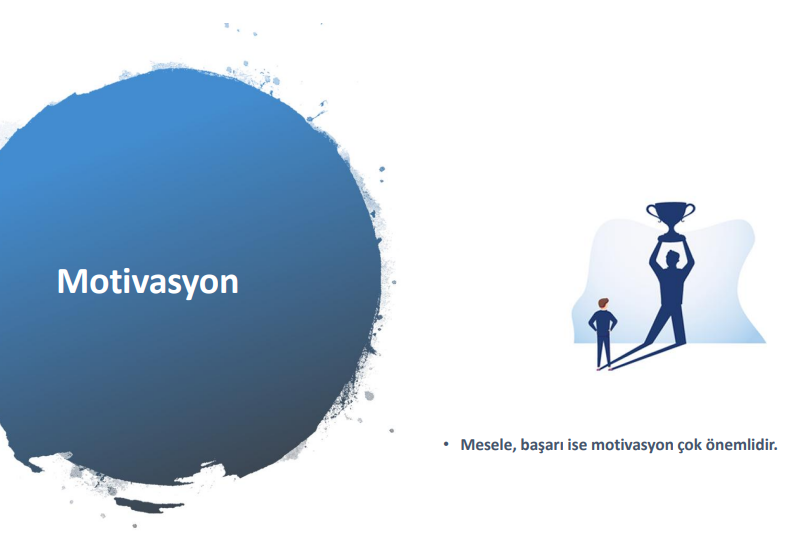 Motivasyon
• Mesele, başarı ise motivasyon çok önemlidir.